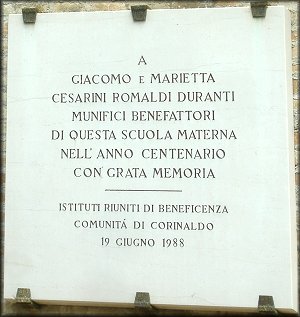 A
GIACOMO E MARIETTA
CESARINI ROMALDI DURANTI
MUNIFICI BENEFATTORI
DI QUESTA SCUOLA MATERNA
NELL'ANNO CENTENARIO
CON GRATA MEMORIA
ISTITUTI RIUNITI DI BENEFICENZA
COMUNITÁ DI CORINALDO
19 GIUGNO 1988